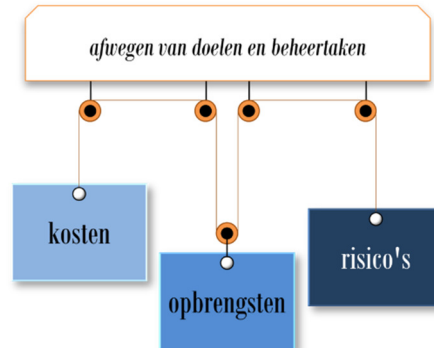 afwegen van doelen en beheertaken
kosten
opbrengsten
risico's